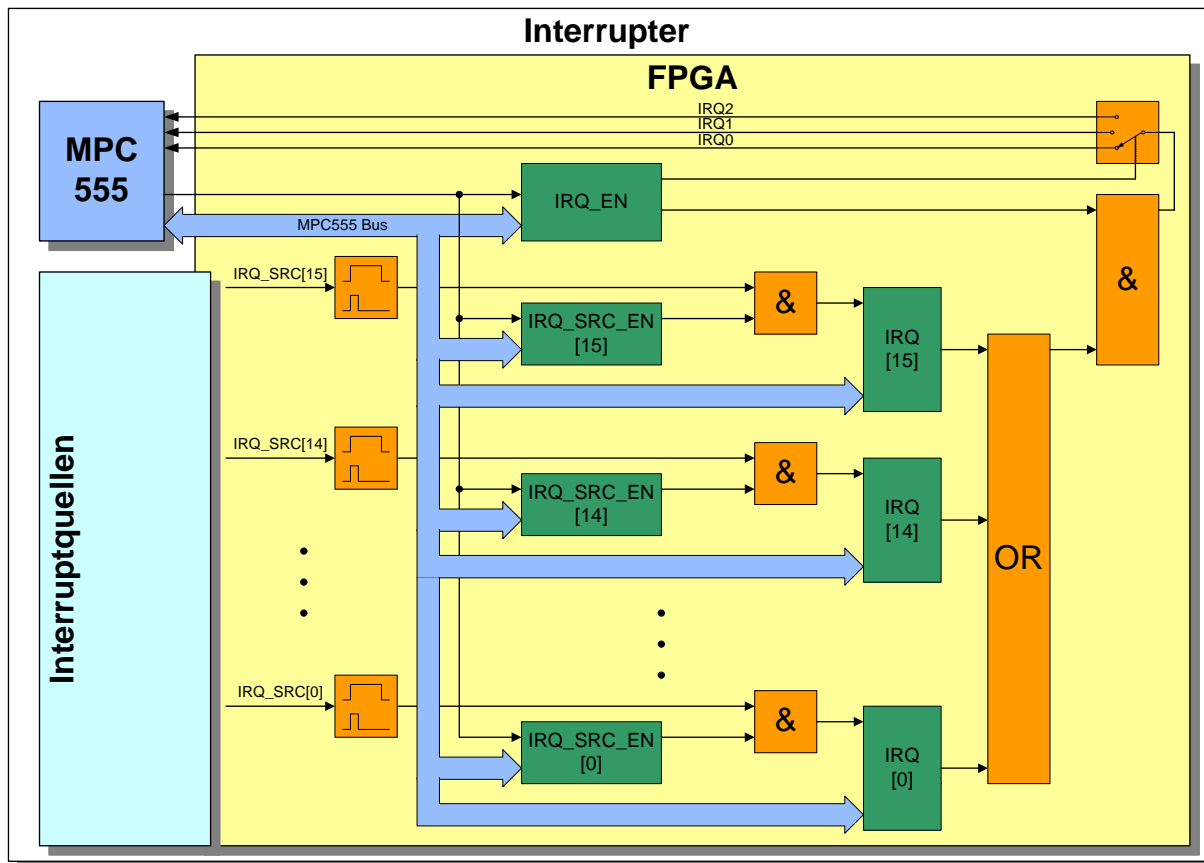 Interrupter
FPGA
MPC
555
IRQ2
IRQ1
IRQ0
IRQ_EN
MPC555 Bus
&
Interruptquellen
IRQ_SRC[15]
&
IRQ_SRC_EN
[15]
IRQ
[15]
IRQ_SRC[14]
&
IRQ_SRC_EN
[14]
IRQ
[14]
OR
IRQ_SRC[0]
&
IRQ_SRC_EN
[0]
IRQ
[0]